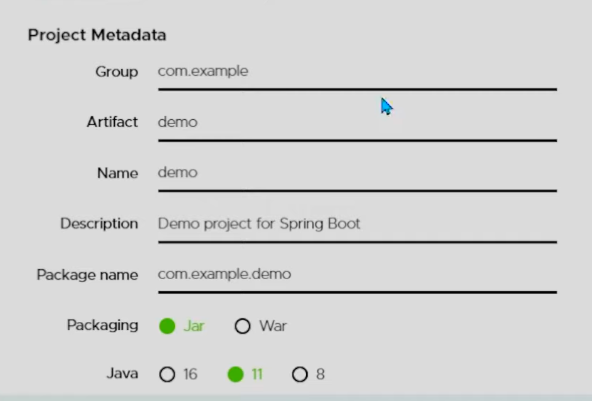 Project Metadata
Group com.example
Artifact demo
Name demo
Description Demo project for Spring Boot
Package name com.example.demo
Packaging Jar War
Java 16 11 8